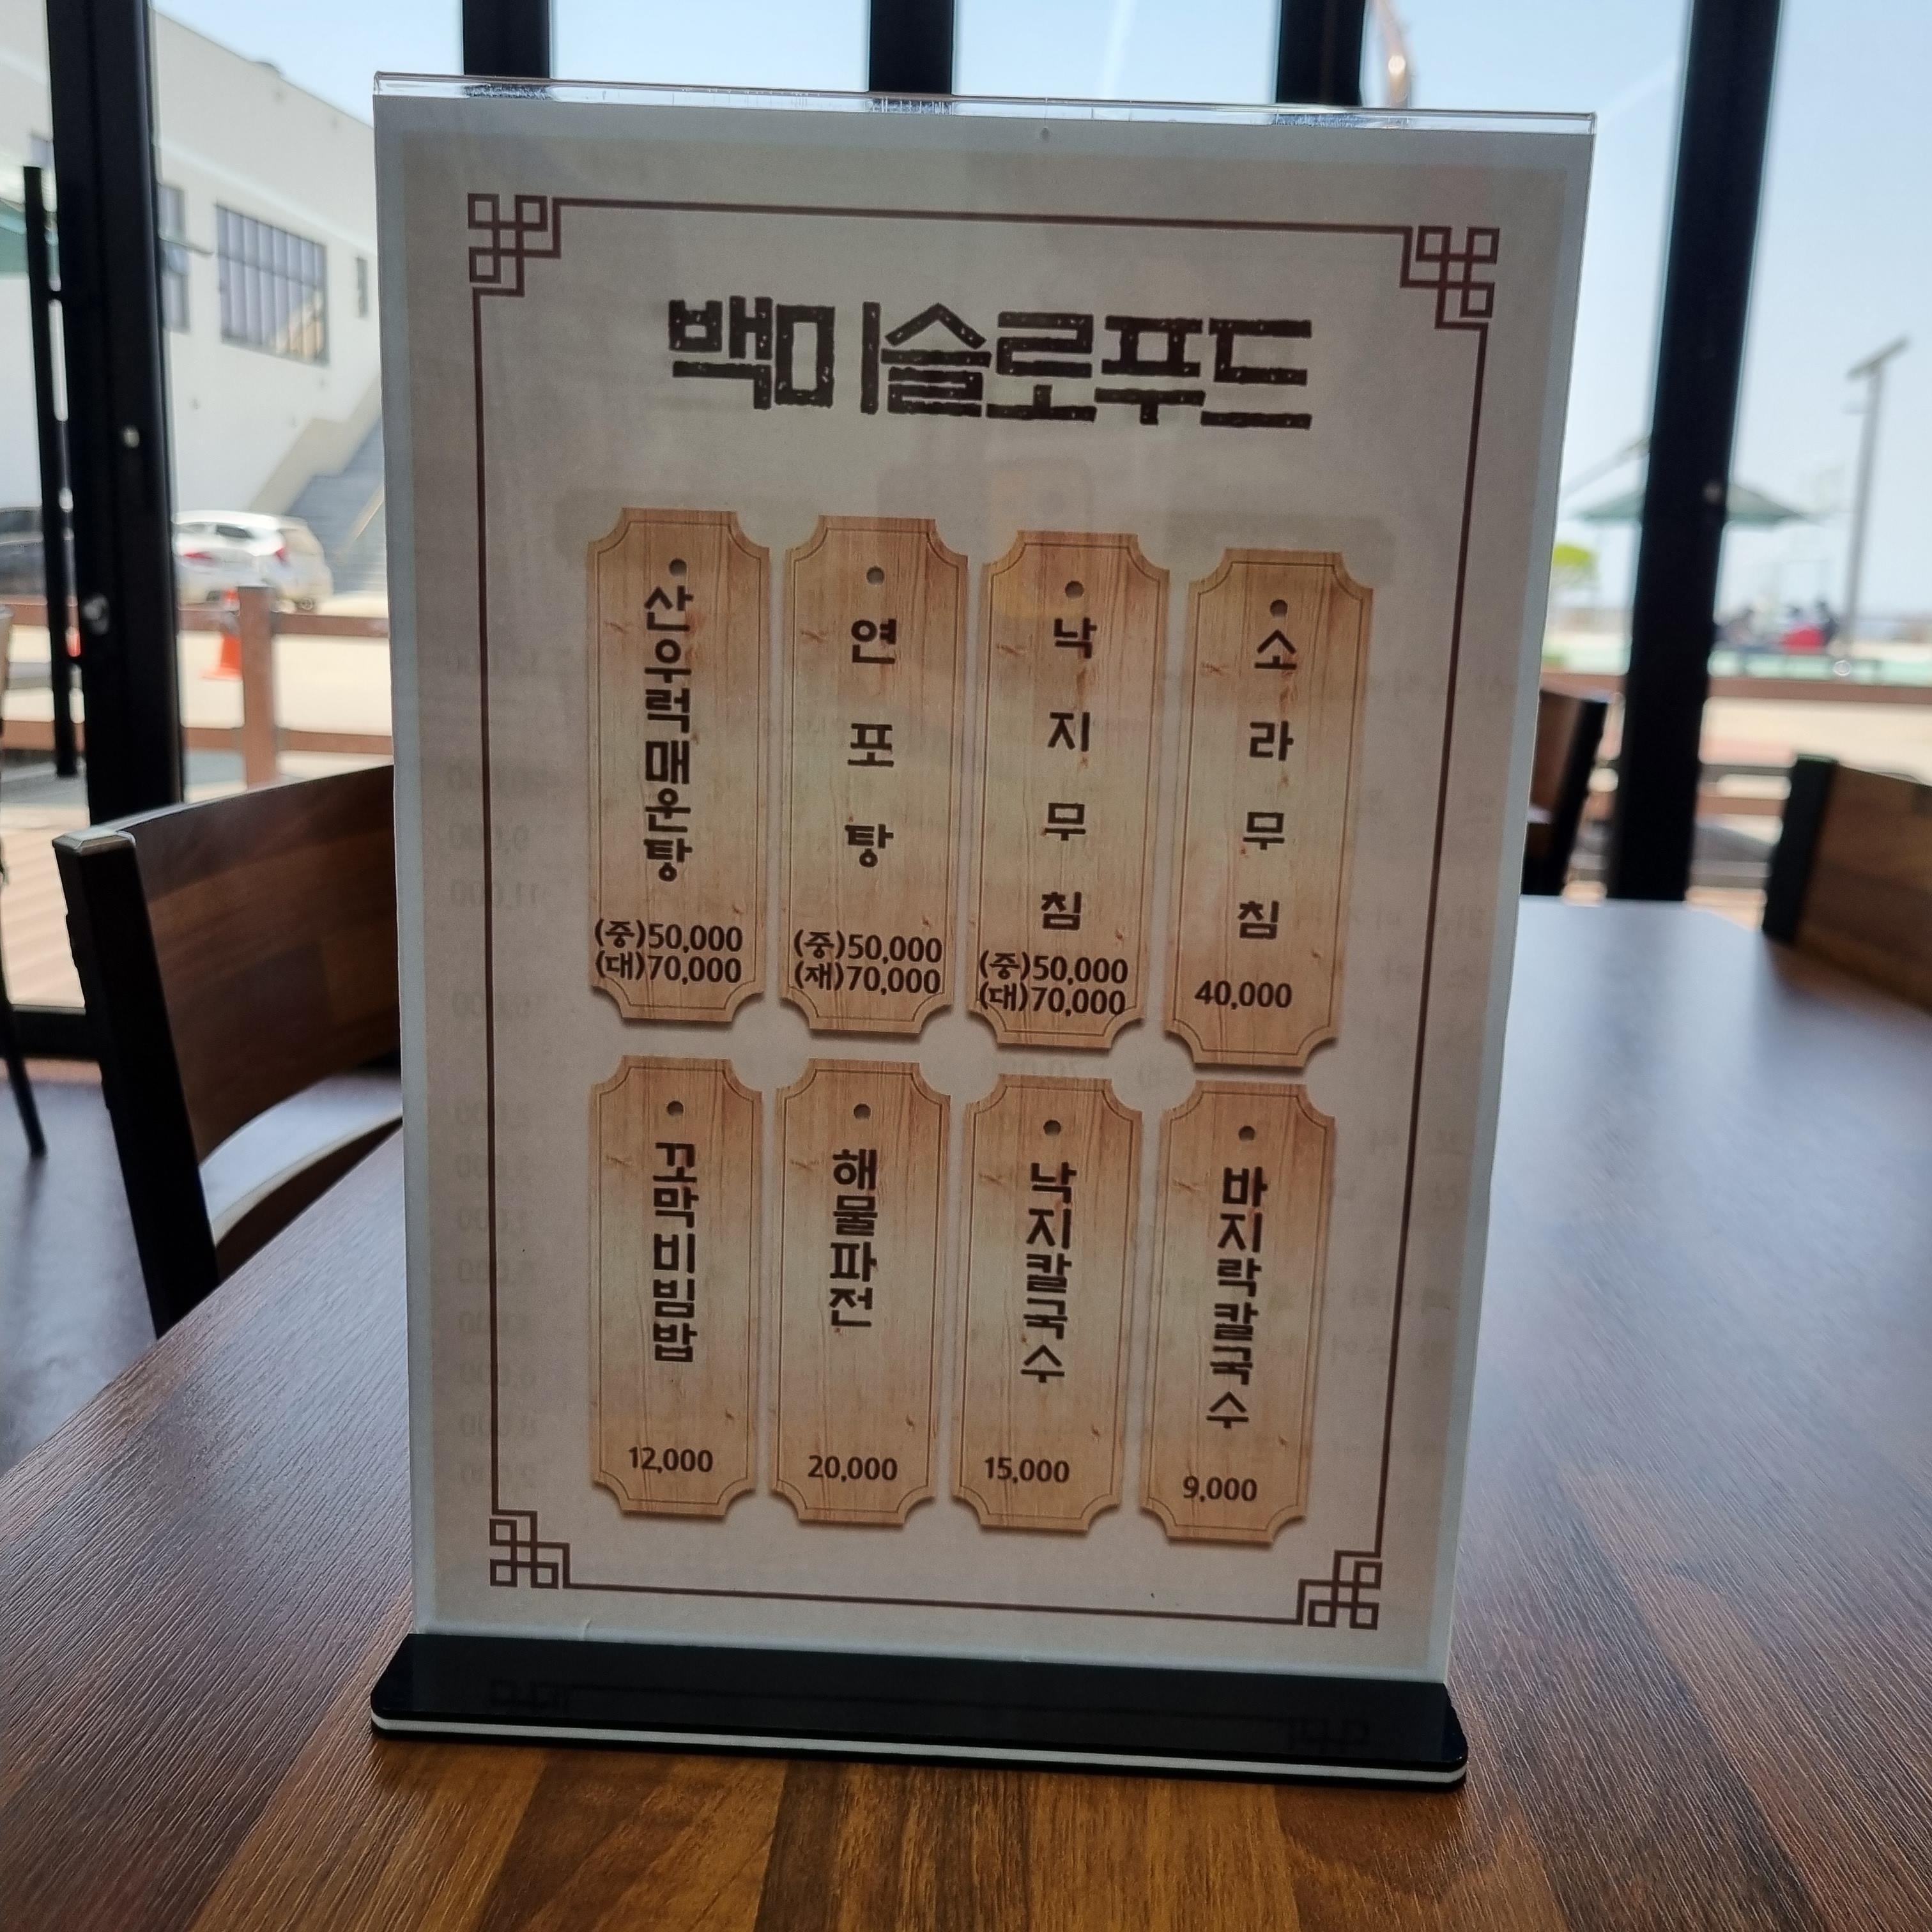 백미슬로푸드
산우럭매운탕
(중)50,000
(대)70,000
연포탕
(중)50,000
(재)70,000
낙지무침
(중)50,000
(대)70,000
소라무침
40,000
꼬막비빔밥
12,000
해물파전
20,000
낙지칼국수
15,000
바지락칼국수
9,000